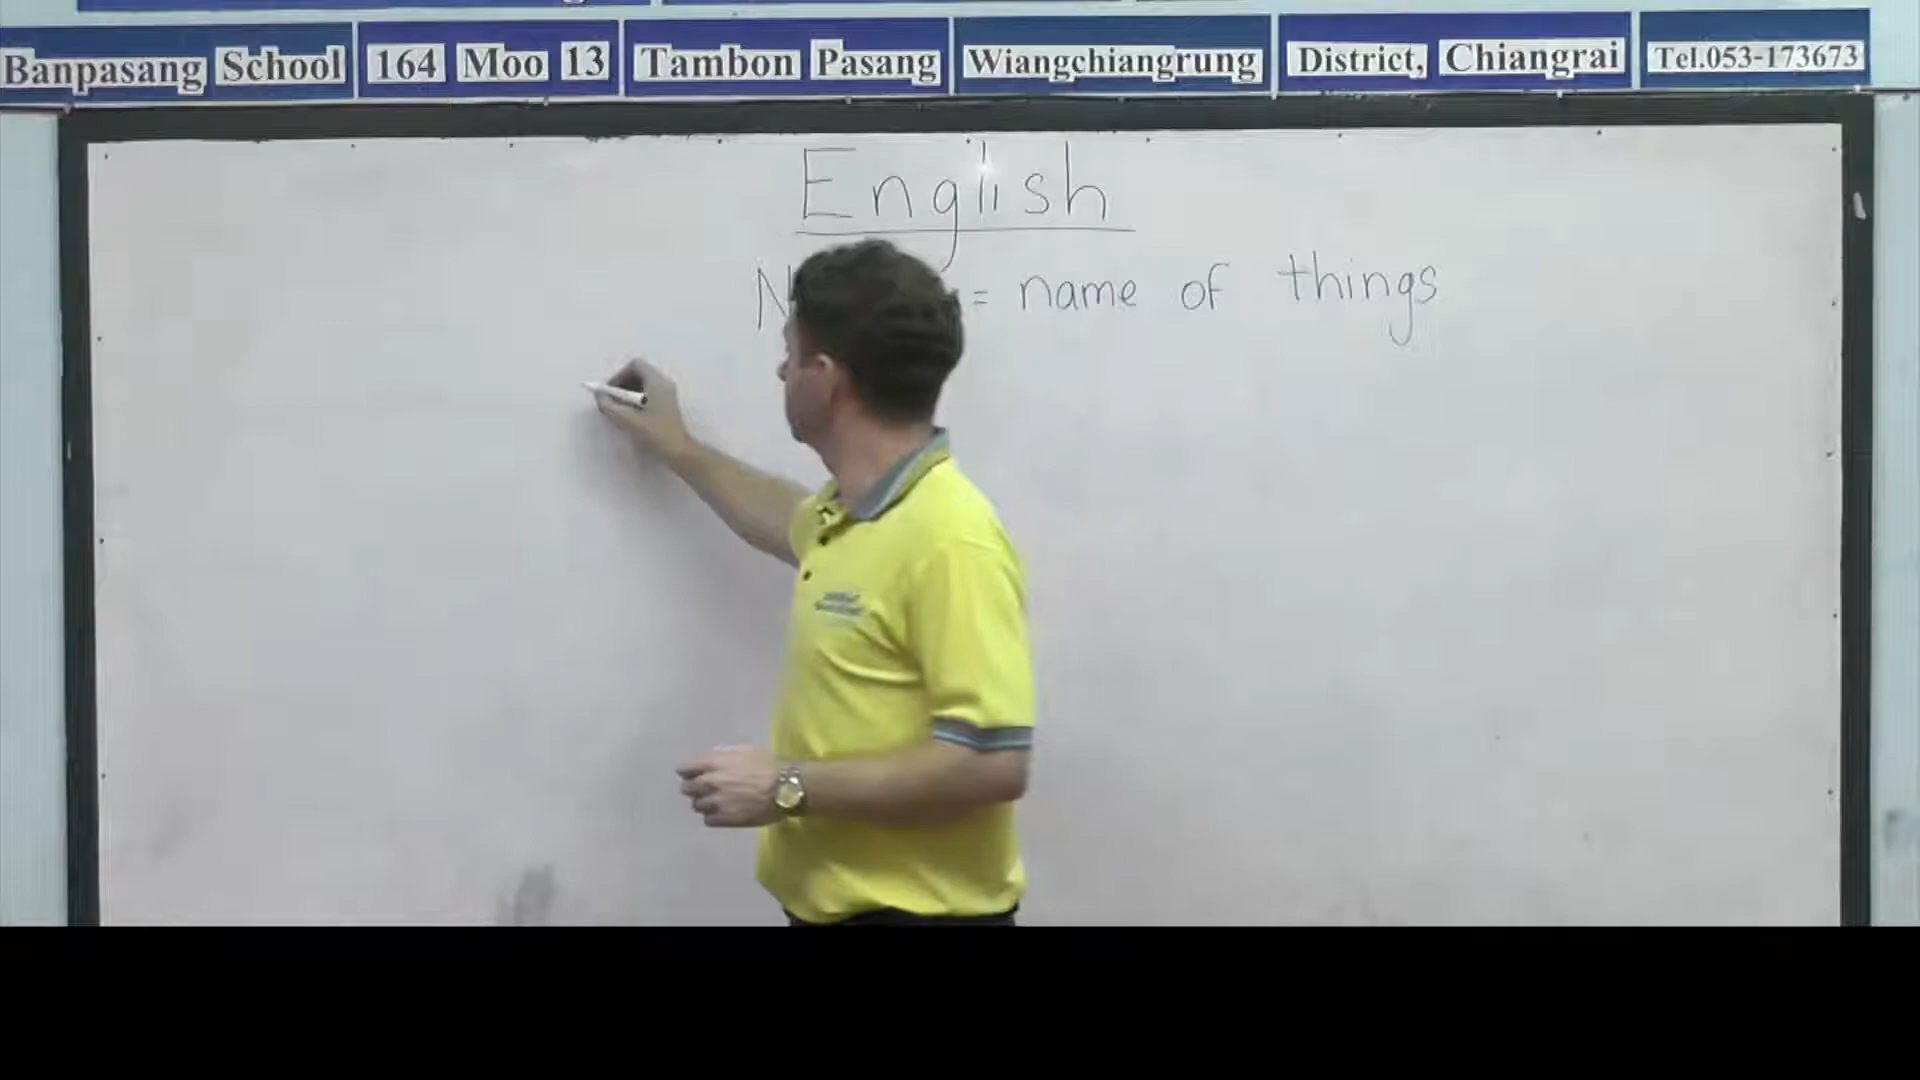 Banpasang School 164 Moo 13 Tambon Pasang Wiangchiangrung District, Chiangrai Tel.053-173673
English
= name of things